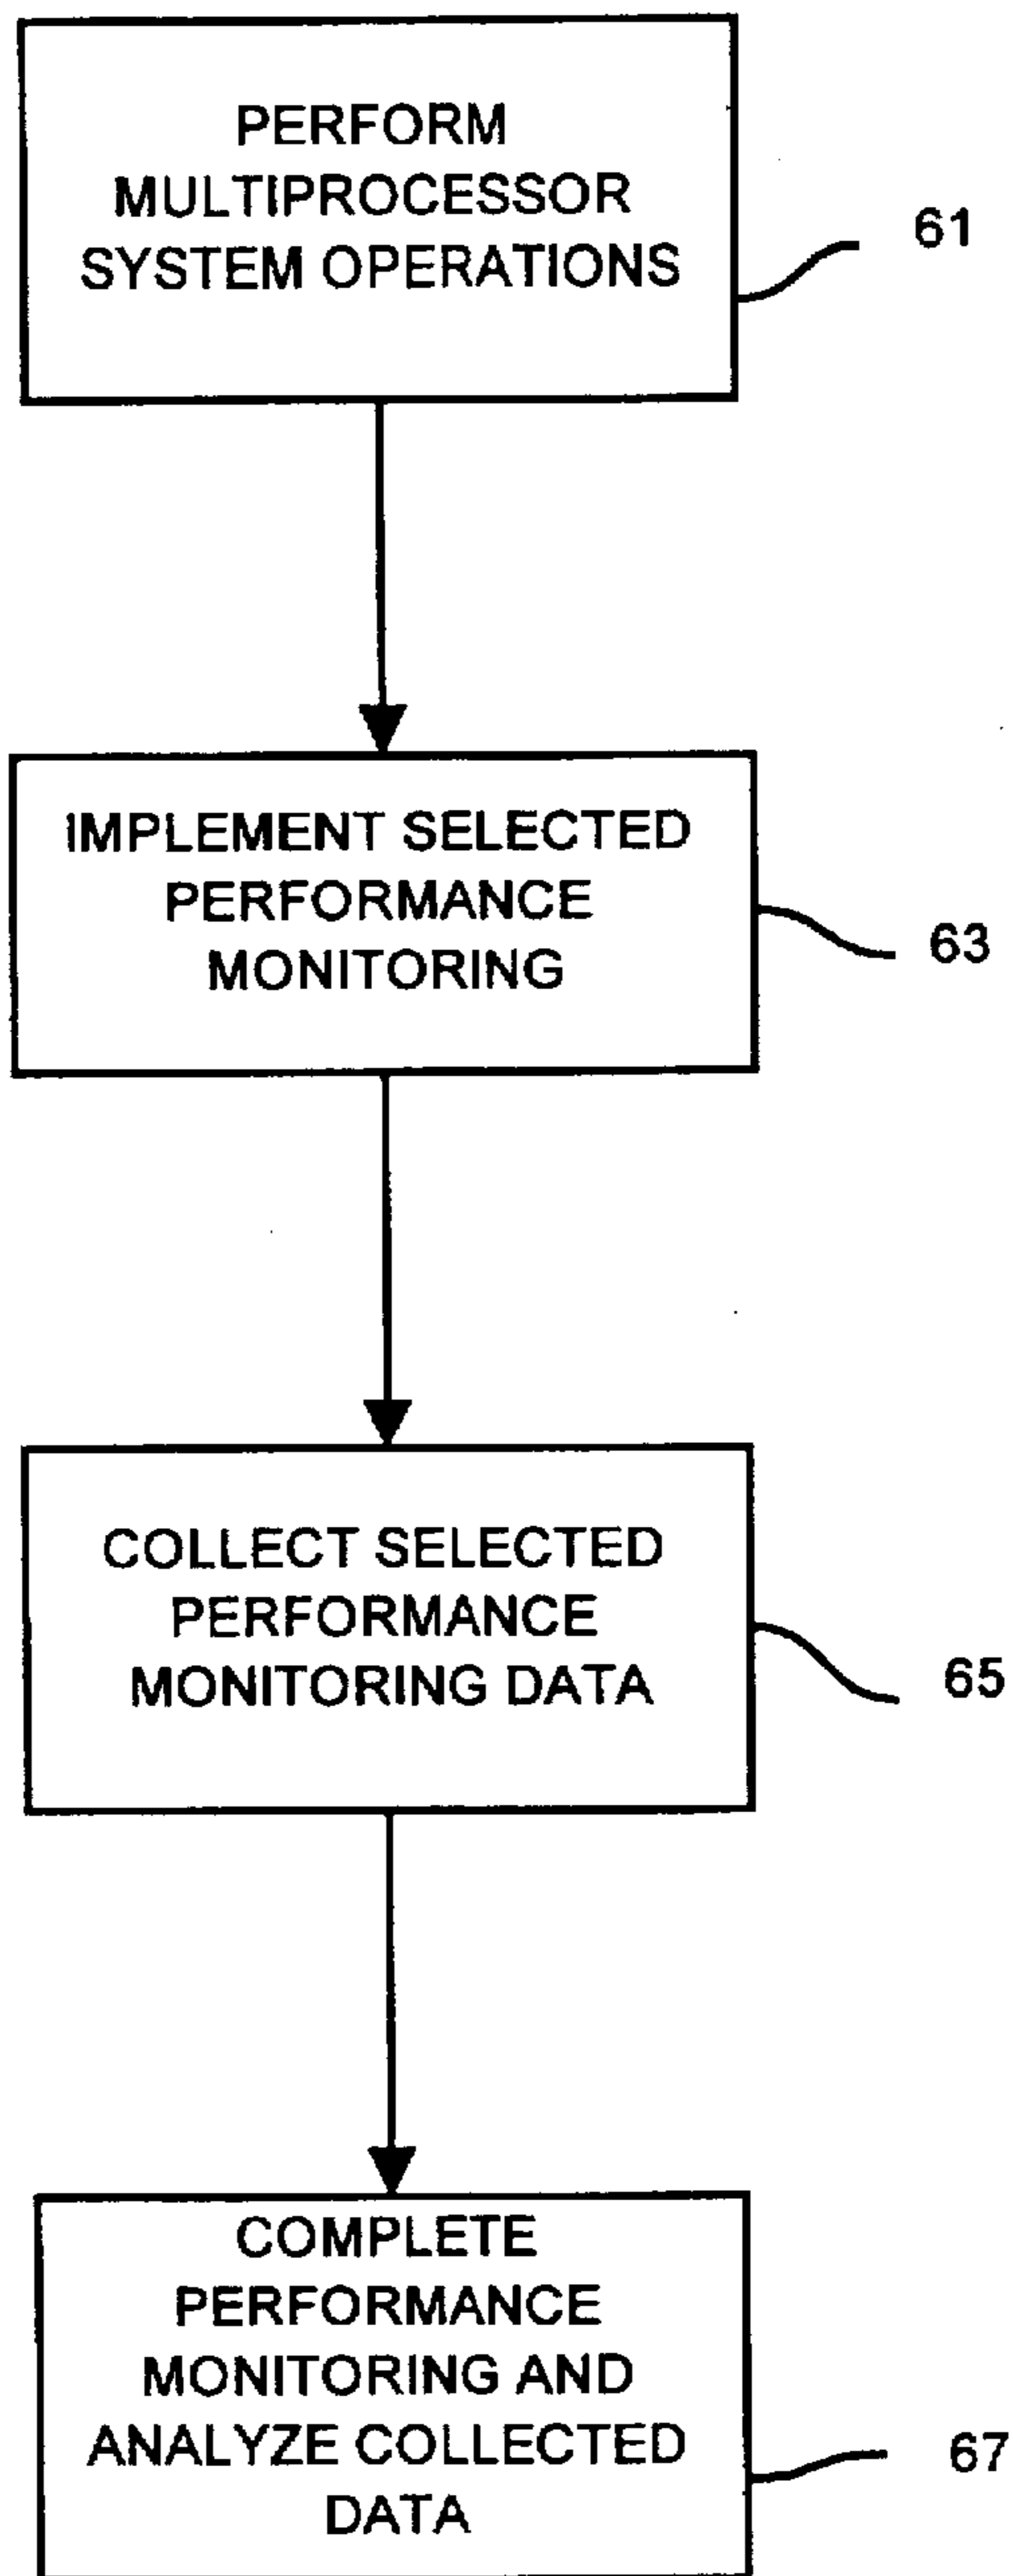 PERFORM
MULTIPROCESSOR
SYSTEM OPERATIONS
61
IMPLEMENT SELECTED
PERFORMANCE
MONITORING
63
COLLECT SELECTED
PERFORMANCE
MONITORING DATA
65
COMPLETE
PERFORMANCE
MONITORING AND
ANALYZE COLLECTED
DATA
67